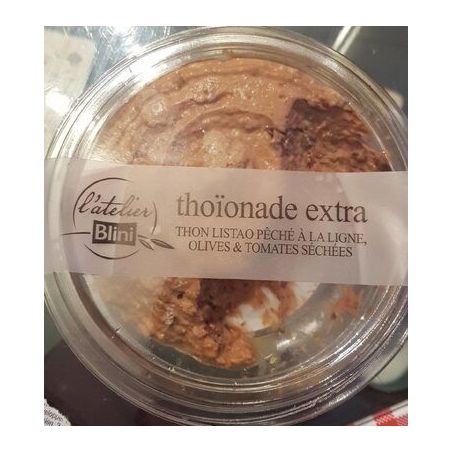 l'atelier
Blini
thoïonade extra
THON LISTAO PÊCHÉ À LA LIGNE,
OLIVES & TOMATES SÉCHÉES